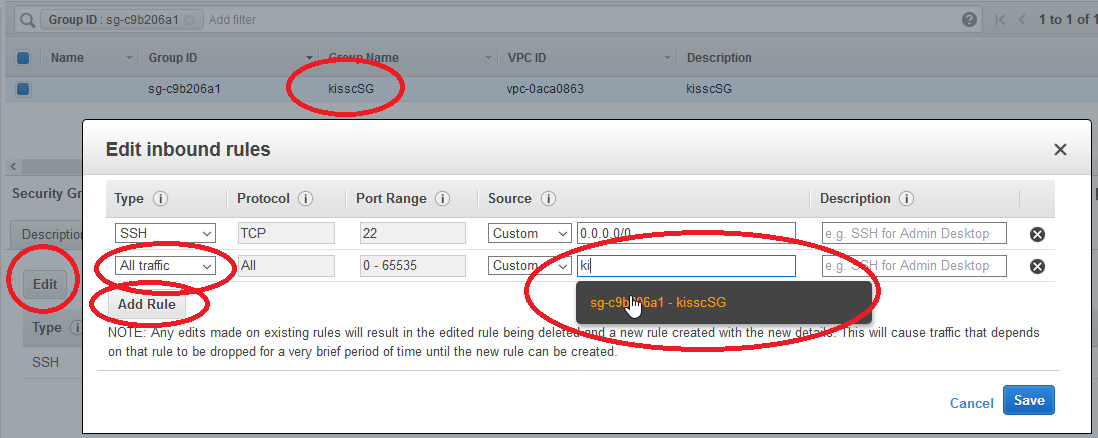 Group ID : sg-c9b206a1 Add filter 1 to 1 of 1
Name Group ID Group Name VPC ID Description
sg-c9b206a1 kisscSG vpc-0aca0863 kisscSG
Edit inbound rules
Security Gr
Type Protocol Port Range Source Description
Description
SSH TCP 22 Custom 0.0.0.0/0 e.g. SSH for Admin Desktop
All traffic All 0 - 65535 Custom ki e.g. SSH for Admin Desktop
Edit
Add Rule
sg-c9b206a1 - kisscSG
Type
NOTE: Any edits made on existing rules will result in the edited rule being deleted and a new rule created with the new details. This will cause traffic that depends
on that rule to be dropped for a very brief period of time until the new rule can be created.
SSH
Cancel Save